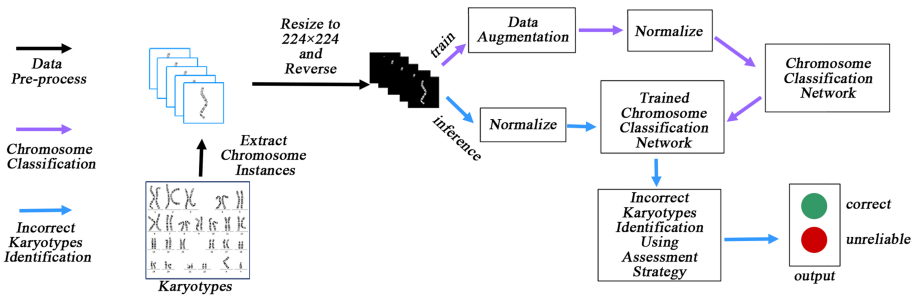 Data
Pre-process
Chromosome
Classification
Incorrect
Karyotypes
Identification
Extract
Chromosome
Instances
Karyotypes
Resize to
224×224
and
Reverse
train
inference
Data
Augmentation
Normalize
Chromosome
Classification
Network
Normalize
Trained
Chromosome
Classification
Network
Incorrect
Karyotypes
Identification
Using
Assessment
Strategy
correct
unreliable
output